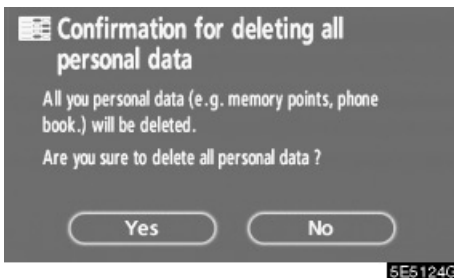 Confirmation for deleting all
personal data
All you personal data (e.g. memory points, phone
book.) will be deleted.
Are you sure to delete all personal data ?
Yes No
5E5124G